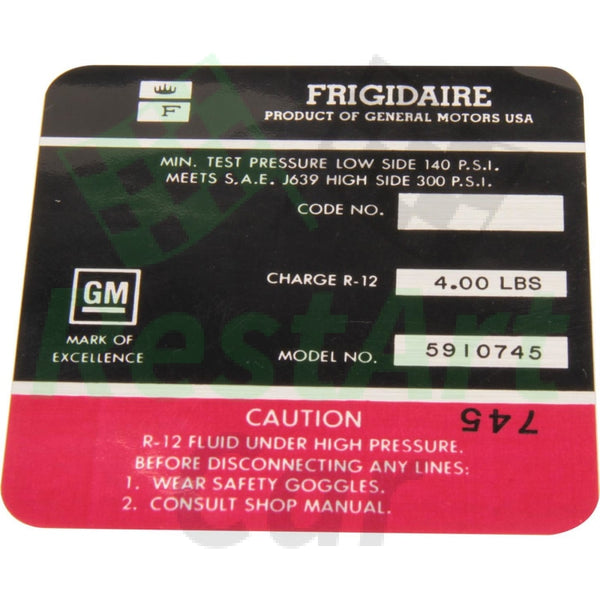 F
FRIGIDAIRE
PRODUCT OF GENERAL MOTORS USA
MIN. TEST PRESSURE LOW SIDE 140 P.S.I.
MEETS S.A.E. J639 HIGH SIDE 300 P.S.I.
CODE NO.
CHARGE R-12 4.00 LBS
GM
MARK OF
EXCELLENCE
MODEL NO. 5910745
745
CAUTION
R-12 FLUID UNDER HIGH PRESSURE.
BEFORE DISCONNECTING ANY LINES:
1. WEAR SAFETY GOGGLES.
2. CONSULT SHOP MANUAL.
RestArt
car